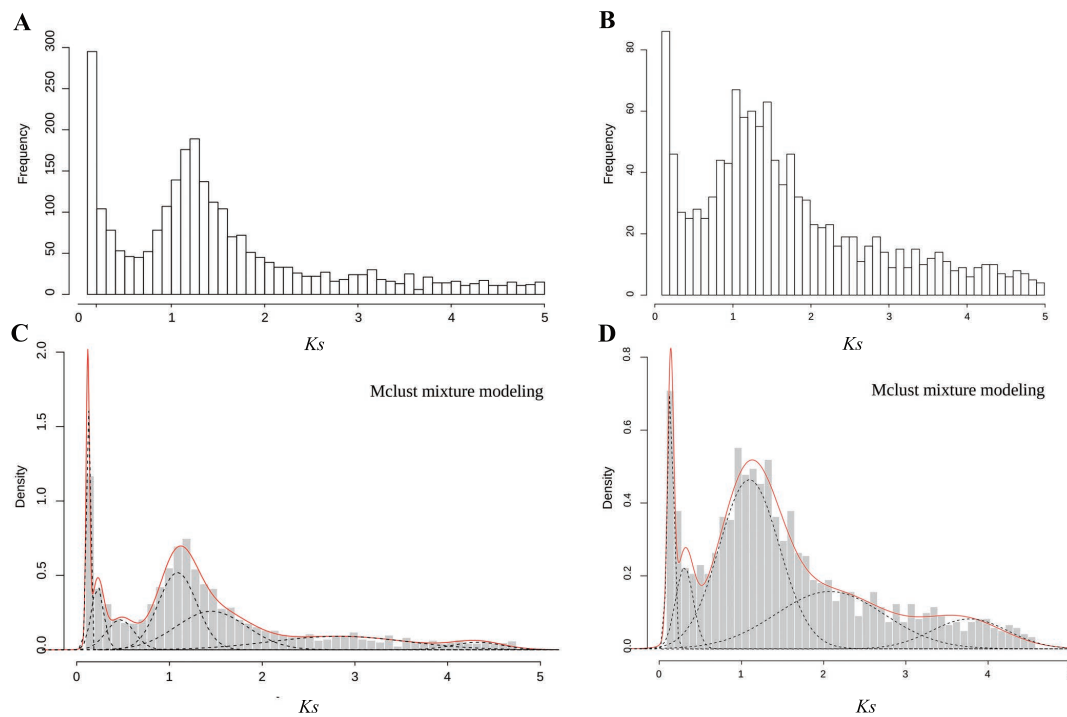 A
Frequency
300
250
200
150
100
50
0
0 1 2 3 4 5
Ks
B
Frequency
80
60
40
20
0
0 1 2 3 4 5
Ks
C
Mclust mixture modeling
Density
2.0
1.5
1.0
0.5
0.0
0 1 2 3 4 5
Ks
D
Mclust mixture modeling
Density
0.8
0.6
0.4
0.2
0.0
0 1 2 3 4
Ks